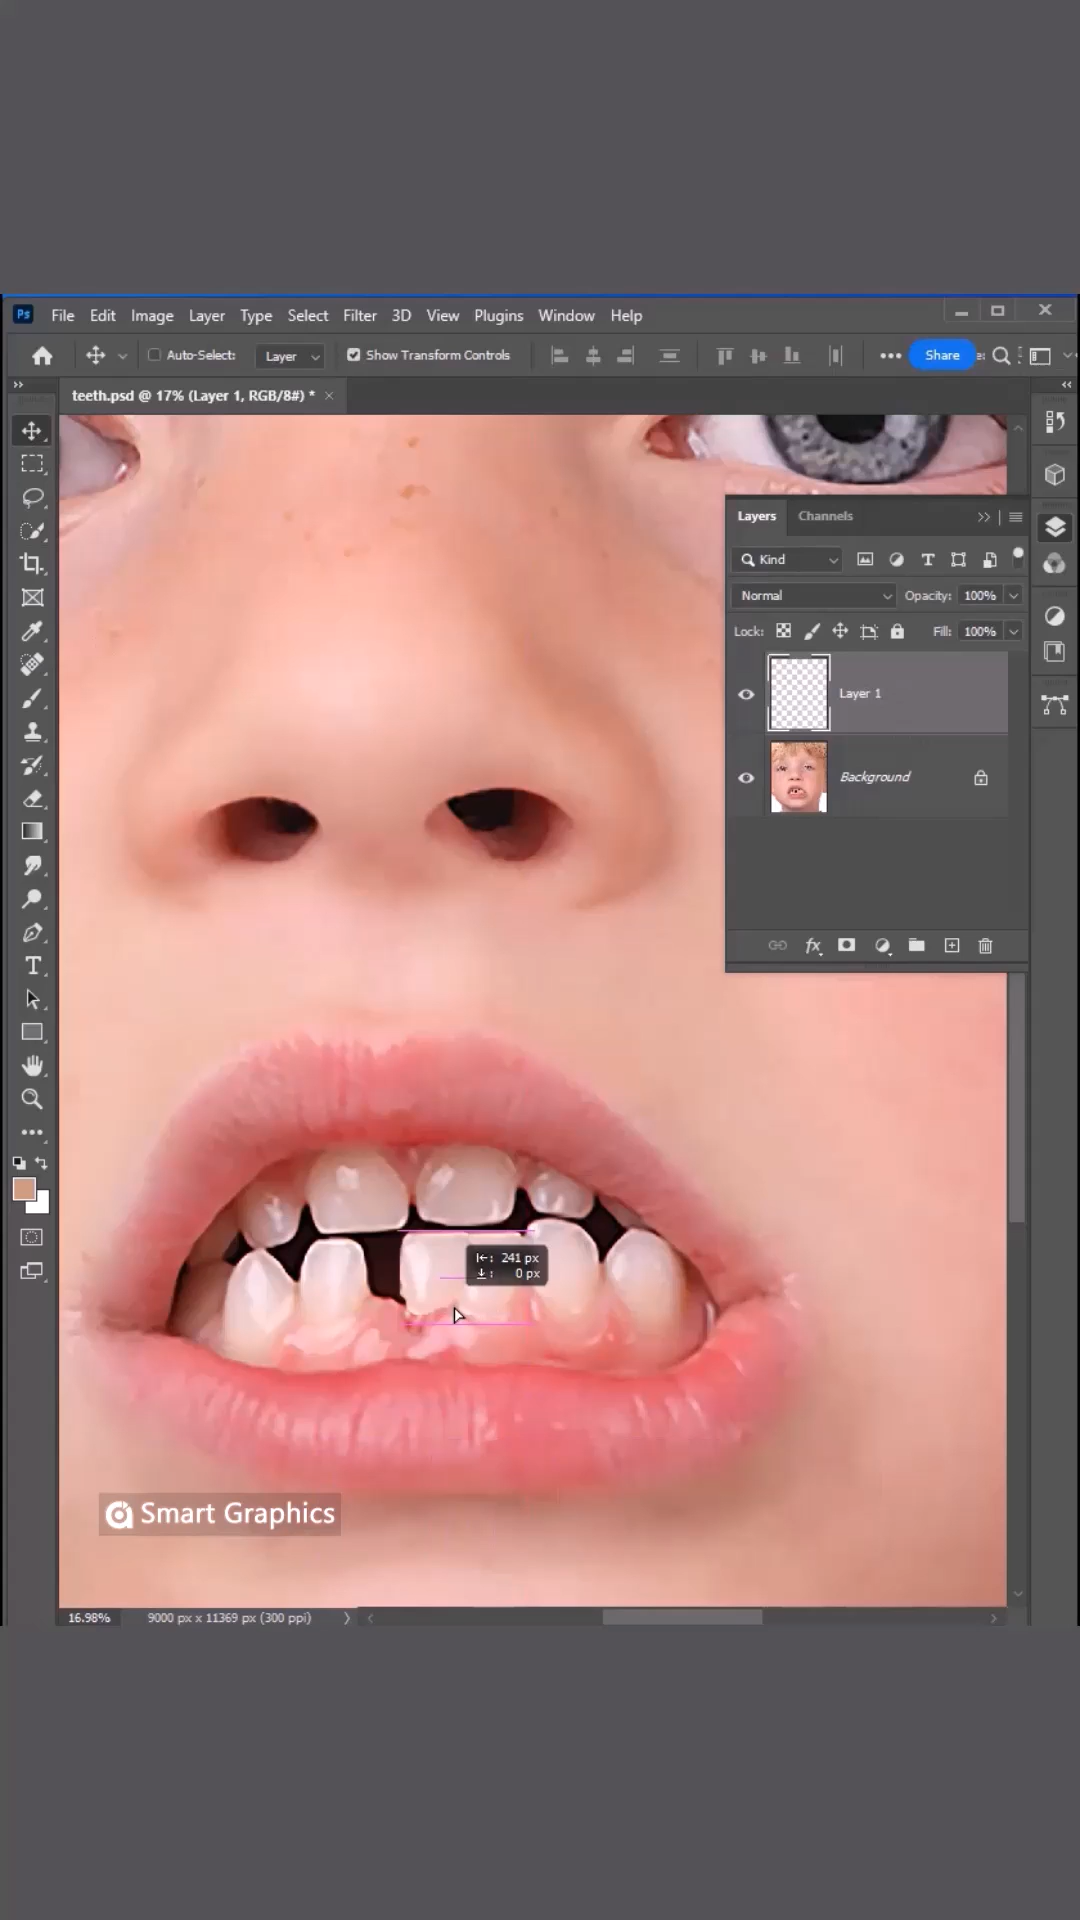 Ps File Edit Image Layer Type Select Filter 3D View Plugins Window Help
Auto-Select: Layer Show Transform Controls Share
teeth.psd @ 17% (Layer 1, RGB/8#) *
Layers Channels
Kind
Normal Opacity: 100%
Lock: Fill: 100%
Layer 1
Background
fx
241 px
0 px
Smart Graphics
16.98% 9000 px x 11369 px (300 ppi)